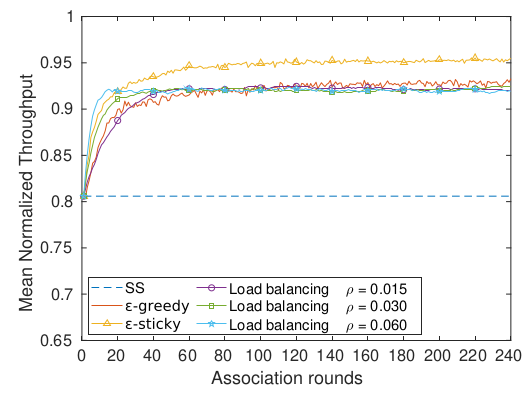 1
0.95
0.9
0.85
0.8
0.75
0.7
0.65
Mean Normalized Throughput
SS
ε-greedy
ε-sticky
Load balancing ρ = 0.015
Load balancing ρ = 0.030
Load balancing ρ = 0.060
0 20 40 60 80 100 120 140 160 180 200 220 240
Association rounds